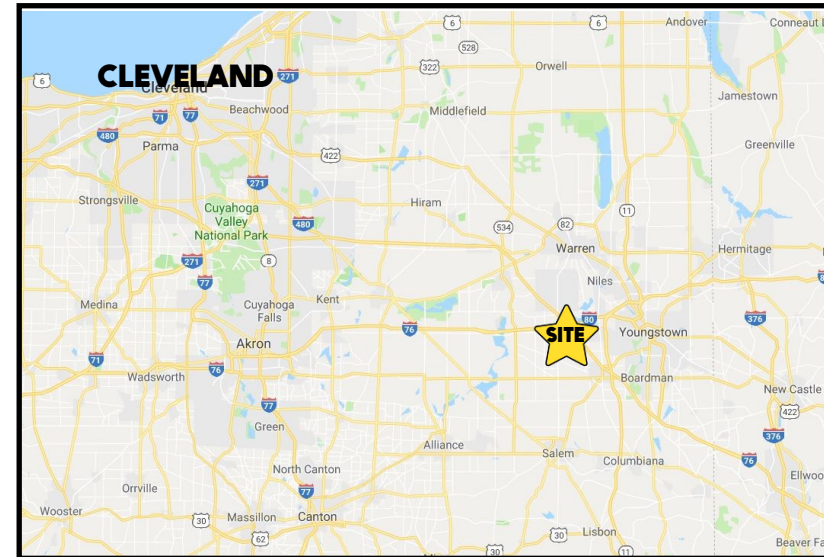 6
6
Andover
Conneaut L
528
322
Orwell
CLEVELAND
271
Cleveland
6
Jamestown
Beachwood
Middlefield
71
77
480
Parma
422
Greenville
271
Strongsville
Hiram
Cuyahoga
Valley
National Park
480
11
534
82
Warren
Hermitage
271
8
77
Niles
Medina
Cuyahoga
Falls
Kent
80
376
76
SITE
Youngstown
Akron
71
76
Wadsworth
Boardman
New Castle
77
422
Green
376
Alliance
Salem
Columbiana
76
North Canton
Ellwoo
Orrville
77
Wooster
30
Massillon
Canton
62
30
Lisbon
30
11
Beaver Fa